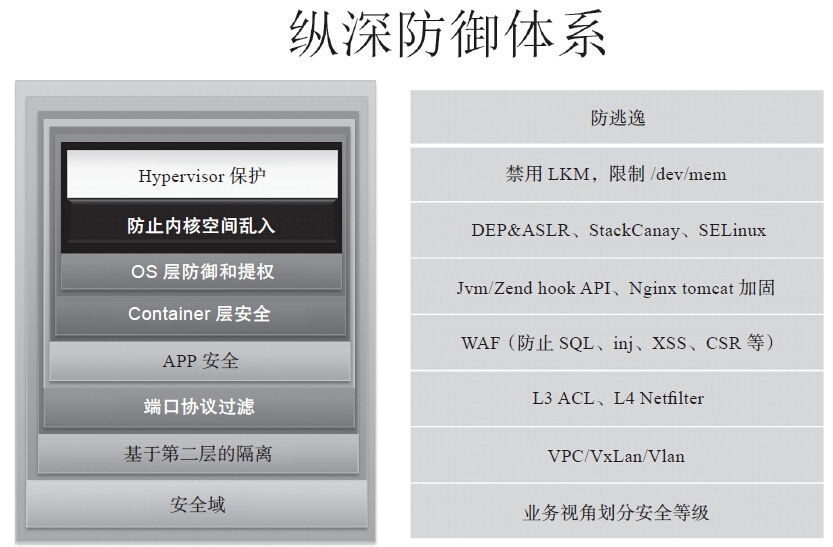 纵深防御体系
Hypervisor 保护
防止内核空间乱入
OS 层防御和提权
Container 层安全
APP 安全
端口协议过滤
基于第二层的隔离
安全域
防逃逸
禁用 LKM，限制 /dev/mem
DEP&ASLR、StackCanay、SELinux
Jvm/Zend hook API、Nginx tomcat 加固
WAF（防止 SQL、inj、XSS、CSR 等）
L3 ACL、L4 Netfilter
VPC/VxLan/Vlan
业务视角划分安全等级